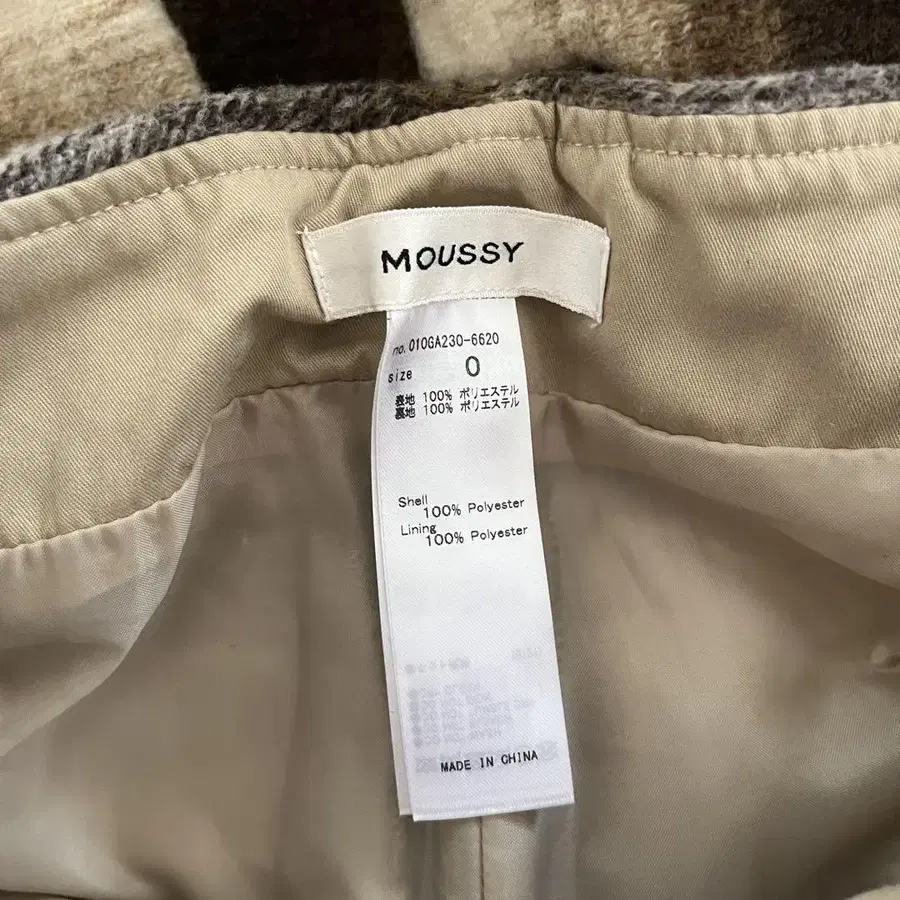 MOUSSY
no. 010GA230-6620
size 0
表地 100% ポリエステル
裏地 100% ポリエステル
Shell
100% Polyester
Lining
100% Polyester
MADE IN CHINA